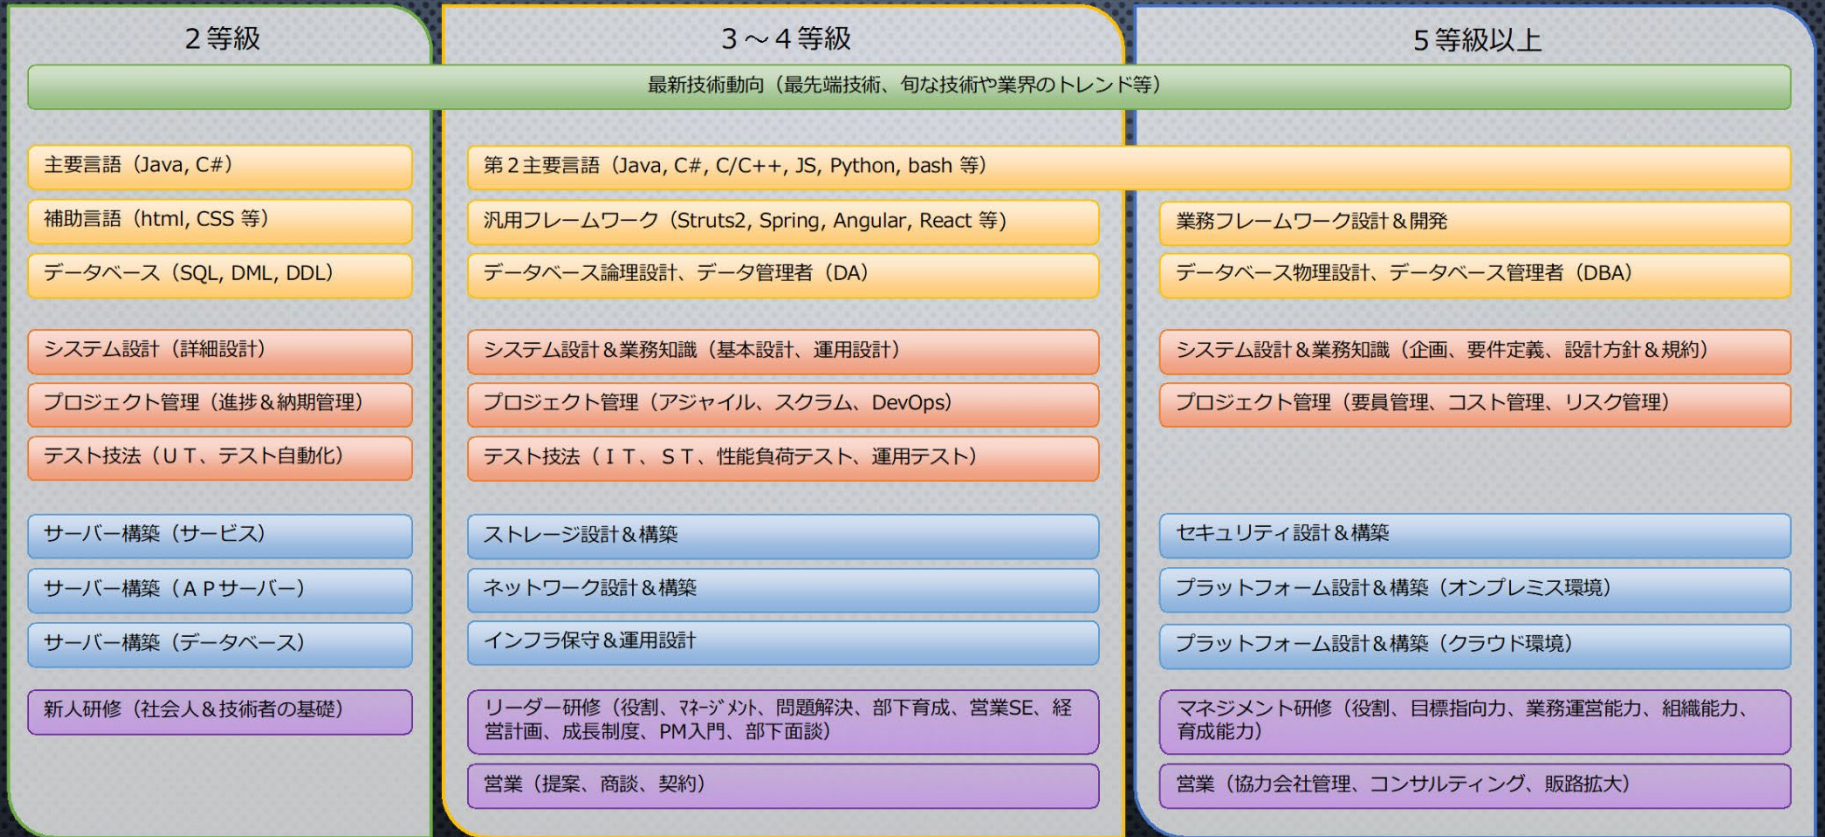 2等級
3～4等級
5等級以上
最新技術動向（最先端技術、旬な技術や業界のトレンド等）
主要言語（Java, C#）
第2主要言語（Java, C#, C/C++, JS, Python, bash 等）
補助言語（html, CSS 等）
汎用フレームワーク（Struts2, Spring, Angular, React 等)
業務フレームワーク設計＆開発
データベース（SQL, DML, DDL）
データベース論理設計、データ管理者（DA）
データベース物理設計、データベース管理者（DBA）
システム設計（詳細設計）
システム設計＆業務知識（基本設計、運用設計）
システム設計＆業務知識（企画、要件定義、設計方針＆規約）
プロジェクト管理（進捗＆納期管理）
プロジェクト管理（アジャイル、スクラム、DevOps）
プロジェクト管理（要員管理、コスト管理、リスク管理）
テスト技法（ＵＴ、テスト自動化）
テスト技法（ＩＴ、ＳＴ、性能負荷テスト、運用テスト）
サーバー構築（サービス）
ストレージ設計＆構築
セキュリティ設計＆構築
サーバー構築（ＡＰサーバー）
ネットワーク設計＆構築
プラットフォーム設計＆構築（オンプレミス環境）
サーバー構築（データベース）
インフラ保守＆運用設計
プラットフォーム設計＆構築（クラウド環境）
新人研修（社会人＆技術者の基礎）
リーダー研修（役割、ﾏﾈｰｼﾞﾒﾝﾄ、問題解決、部下育成、営業SE、経
営計画、成長制度、PM入門、部下面談）
マネジメント研修（役割、目標指向力、業務運営能力、組織能力、
育成能力）
営業（提案、商談、契約）
営業（協力会社管理、コンサルティング、販路拡大）